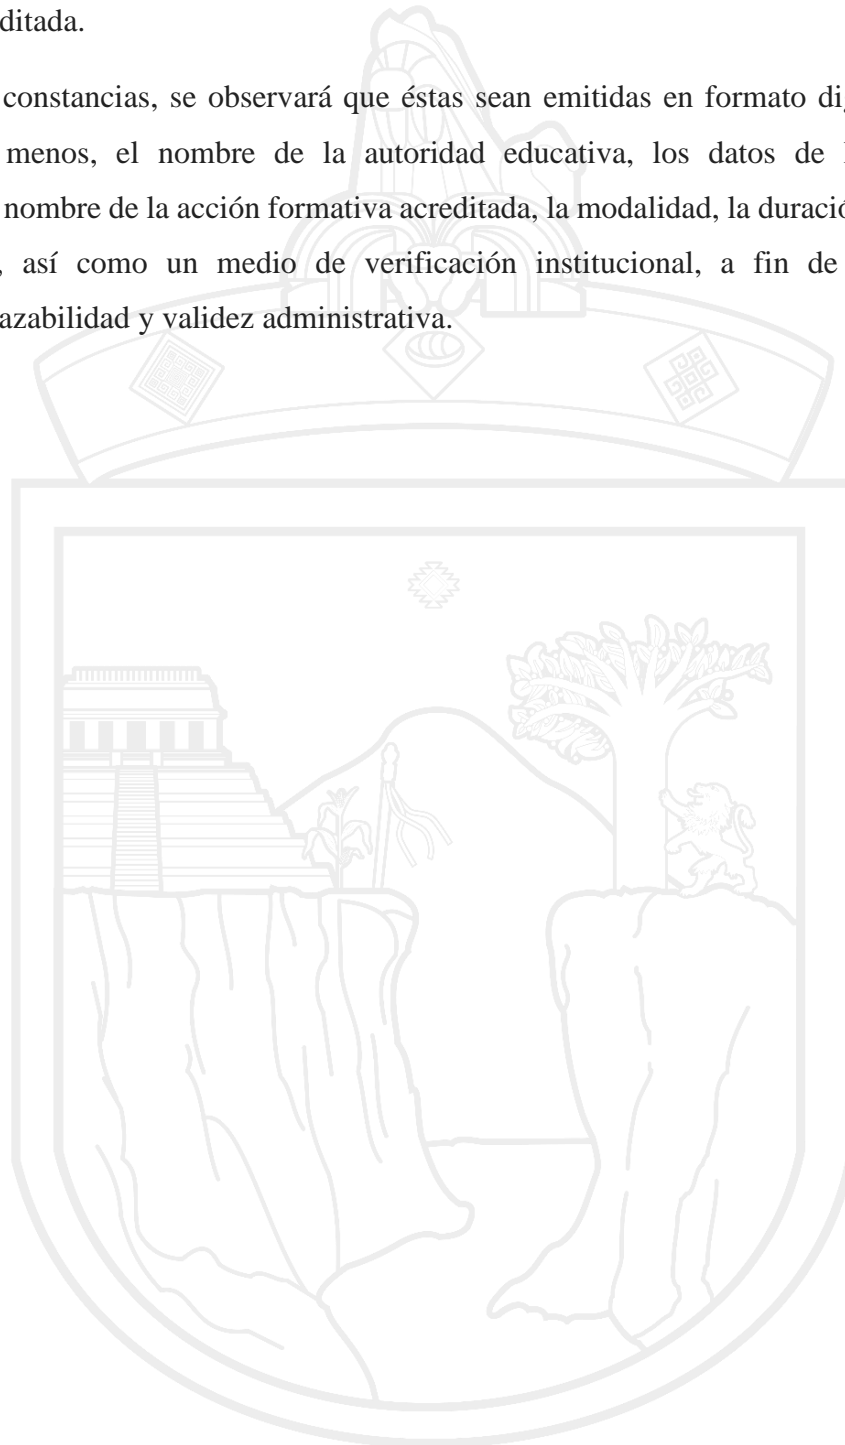 ditada.
constancias, se observará que éstas sean emitidas en formato di
menos, el nombre de la autoridad educativa, los datos de
nombre de la acción formativa acreditada, la modalidad, la duració
, así como un medio de verificación institucional, a fin de
azabilidad y validez administrativa.